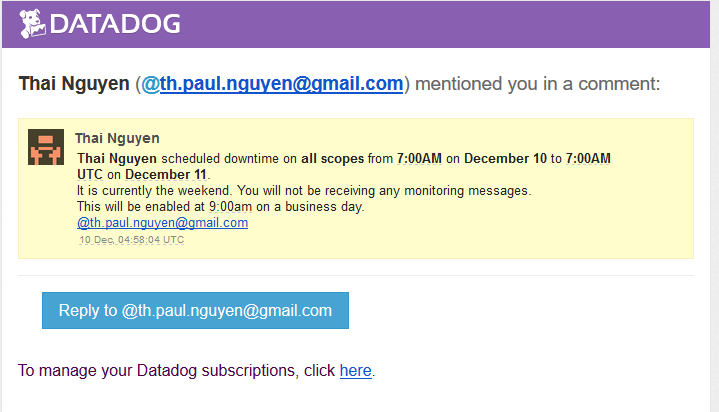 DATADOG
Thai Nguyen (@th.paul.nguyen@gmail.com) mentioned you in a comment:
Thai Nguyen
Thai Nguyen scheduled downtime on all scopes from 7:00AM on December 10 to 7:00AM
UTC on December 11.
It is currently the weekend. You will not be receiving any monitoring messages.
This will be enabled at 9:00am on a business day.
@th.paul.nguyen@gmail.com
10 Dec, 04:58:04 UTC
Reply to @th.paul.nguyen@gmail.com
To manage your Datadog subscriptions, click here.